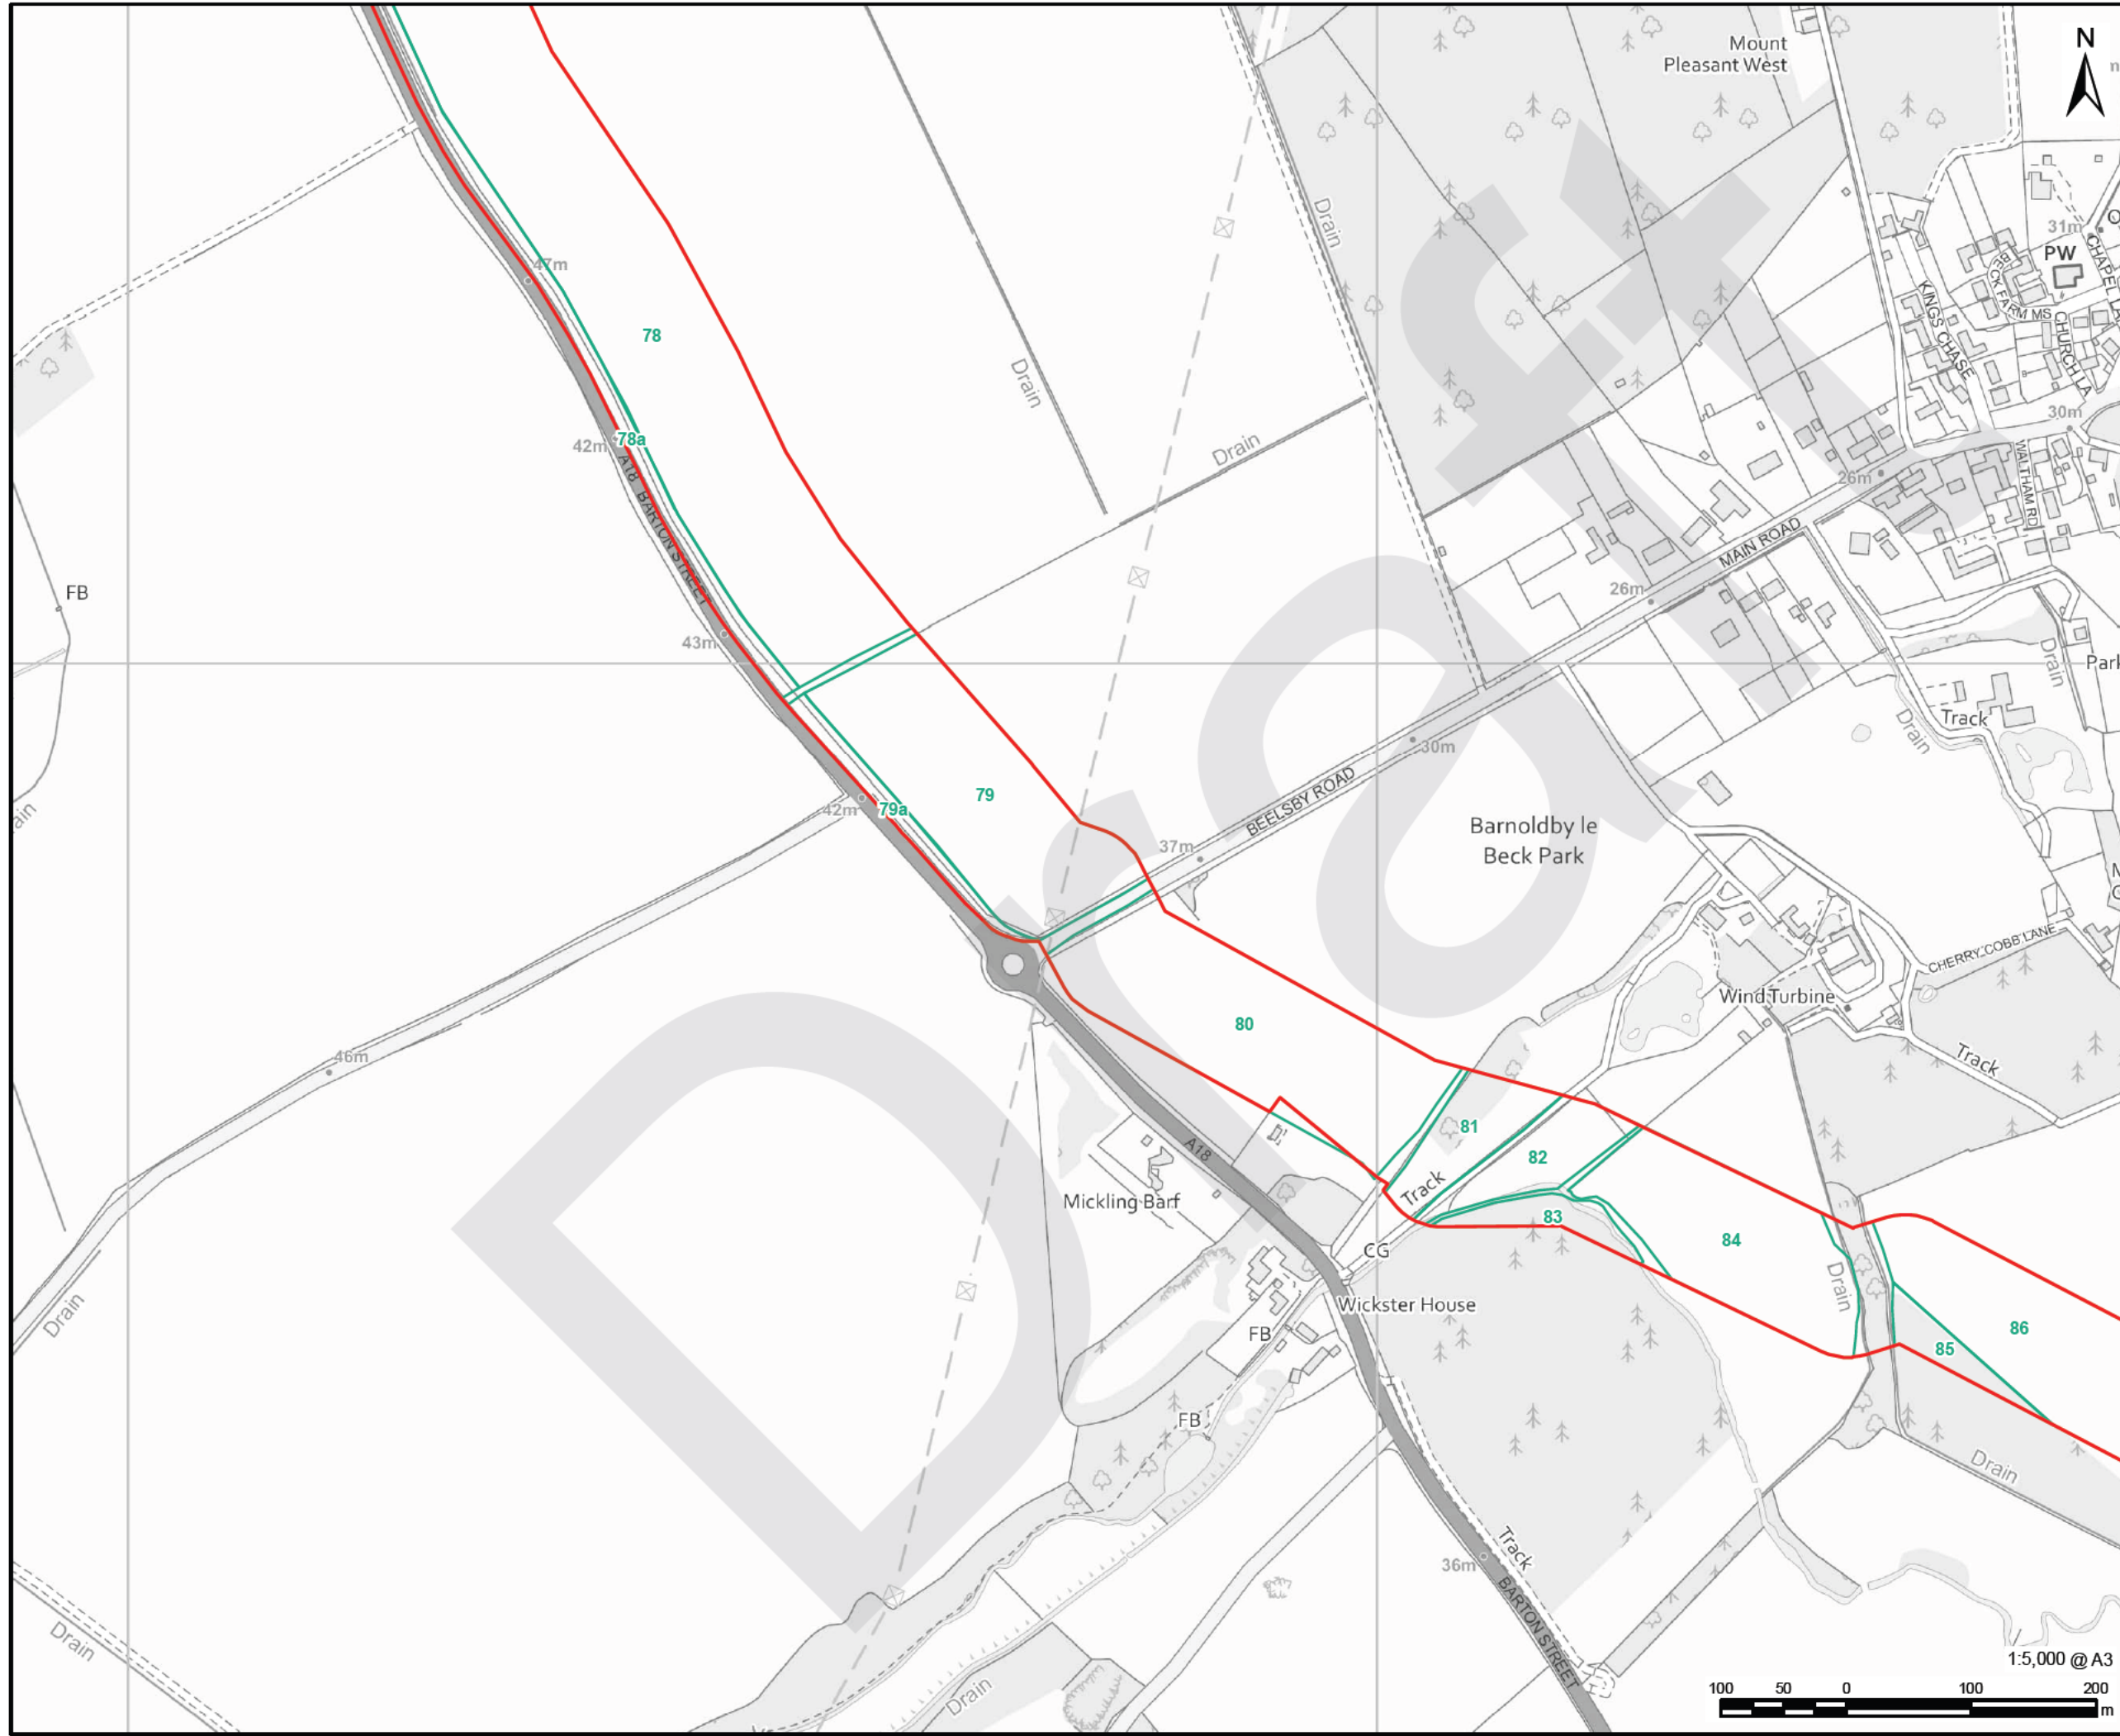 Mount
Pleasant West
N
Drain
31m
PW
CHAPEL
BECK FARM MS
KINGS CHASE
CHURCH LA
47m
78
Drain
30m
78a
42m
Drain
WALTHAM RD
26m
A18 BARTON STREET
MAIN ROAD
FB
26m
43m
Drain
Track
Drain
30m
79
79a
42m
BEELSBY ROAD
Barnoldby le
Beck Park
37m
CHERRY COBB LANE
Wind Turbine
80
46m
Track
81
A18
82
Mickling Barf
Track
83
84
CG
Drain
Drain
Wickster House
86
FB
85
FB
Drain
Track
36m
BARTON STREET
Drain
Drain
1:5,000 @ A3
100 50 0 100 200
m
Draft